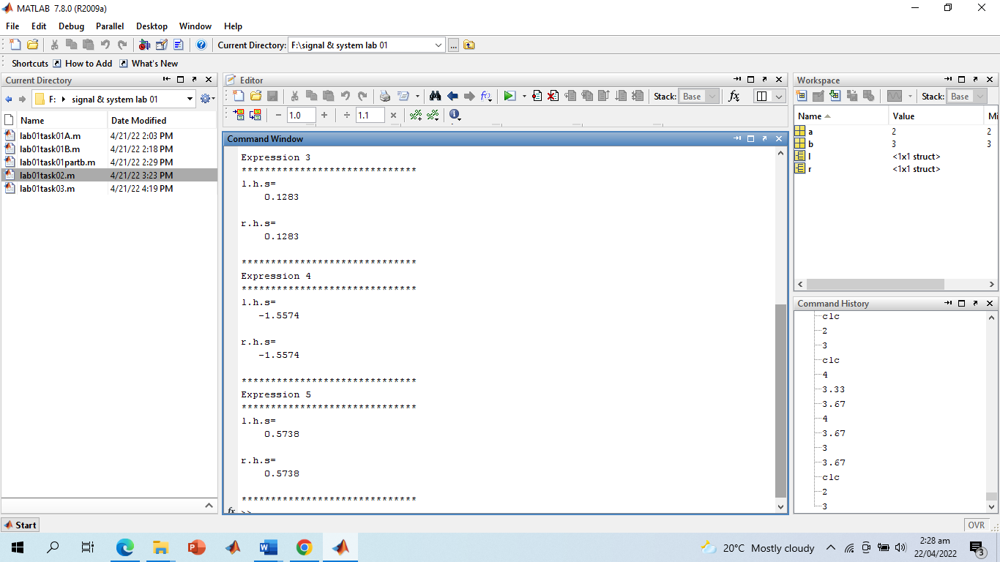 MATLAB 7.8.0 (R2009a)
File Edit Debug Parallel Desktop Window Help
Current Directory: F:\signal & system lab 01 ...
Shortcuts How to Add What's New
Current Directory
F: signal & system lab 01
Name Date Modified
lab01task01A.m 4/21/22 2:03 PM
lab01task01B.m 4/21/22 2:18 PM
lab01task01partb.m 4/21/22 2:29 PM
lab01task02.m 4/21/22 3:23 PM
lab01task03.m 4/21/22 4:19 PM
Editor
Stack: Base fx
− 1.0 + ÷ 1.1 ×
Command Window
Expression 3
******************************
l.h.s=
0.1283
r.h.s=
0.1283
******************************
Expression 4
******************************
l.h.s=
-1.5574
r.h.s=
-1.5574
******************************
Expression 5
******************************
l.h.s=
0.5738
r.h.s=
0.5738
******************************
fx >>
Workspace
Stack: Base
Name Value Mi
a 2 2
b 3 3
l <1x1 struct>
r <1x1 struct>
Command History
clc
2
3
clc
4
3.33
3.67
4
3.67
3
3.67
clc
2
3
Start
OVR
20°C Mostly cloudy
2:28 am
22/04/2022
3